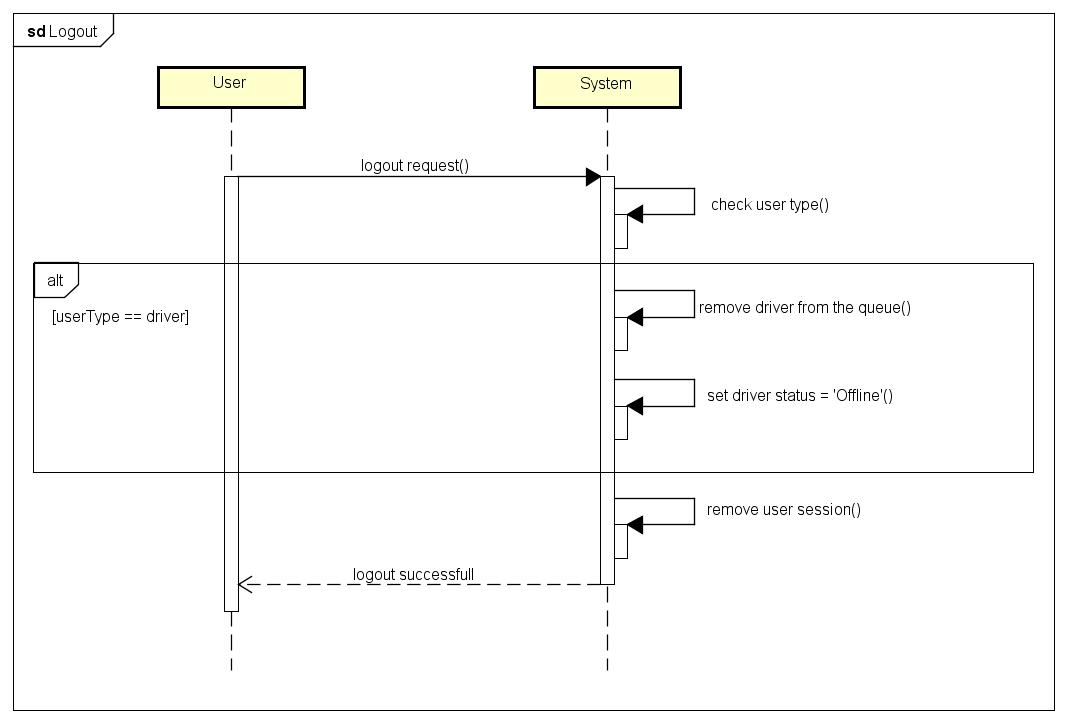 sd Logout
User
System
logout request()
check user type()
alt
[userType == driver]
remove driver from the queue()
set driver status = 'Offline'()
remove user session()
logout successfull